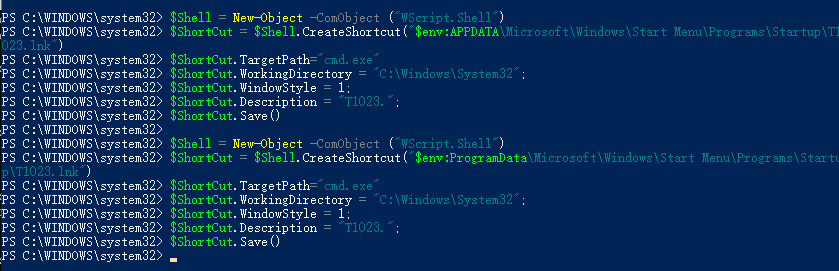 PS C:\WINDOWS\system32> $Shell = New-Object -ComObject ("WScript.Shell")
PS C:\WINDOWS\system32> $ShortCut = $Shell.CreateShortcut("$env:APPDATA\Microsoft\Windows\Start Menu\Programs\Startup\T1
023.lnk")
PS C:\WINDOWS\system32> $ShortCut.TargetPath="cmd.exe"
PS C:\WINDOWS\system32> $ShortCut.WorkingDirectory = "C:\Windows\System32";
PS C:\WINDOWS\system32> $ShortCut.WindowStyle = 1;
PS C:\WINDOWS\system32> $ShortCut.Description = "T1023.";
PS C:\WINDOWS\system32> $ShortCut.Save()
PS C:\WINDOWS\system32>
PS C:\WINDOWS\system32> $Shell = New-Object -ComObject ("WScript.Shell")
PS C:\WINDOWS\system32> $ShortCut = $Shell.CreateShortcut("$env:ProgramData\Microsoft\Windows\Start Menu\Programs\Startu
p\T1023.lnk")
PS C:\WINDOWS\system32> $ShortCut.TargetPath="cmd.exe"
PS C:\WINDOWS\system32> $ShortCut.WorkingDirectory = "C:\Windows\System32";
PS C:\WINDOWS\system32> $ShortCut.WindowStyle = 1;
PS C:\WINDOWS\system32> $ShortCut.Description = "T1023.";
PS C:\WINDOWS\system32> $ShortCut.Save()
PS C:\WINDOWS\system32>